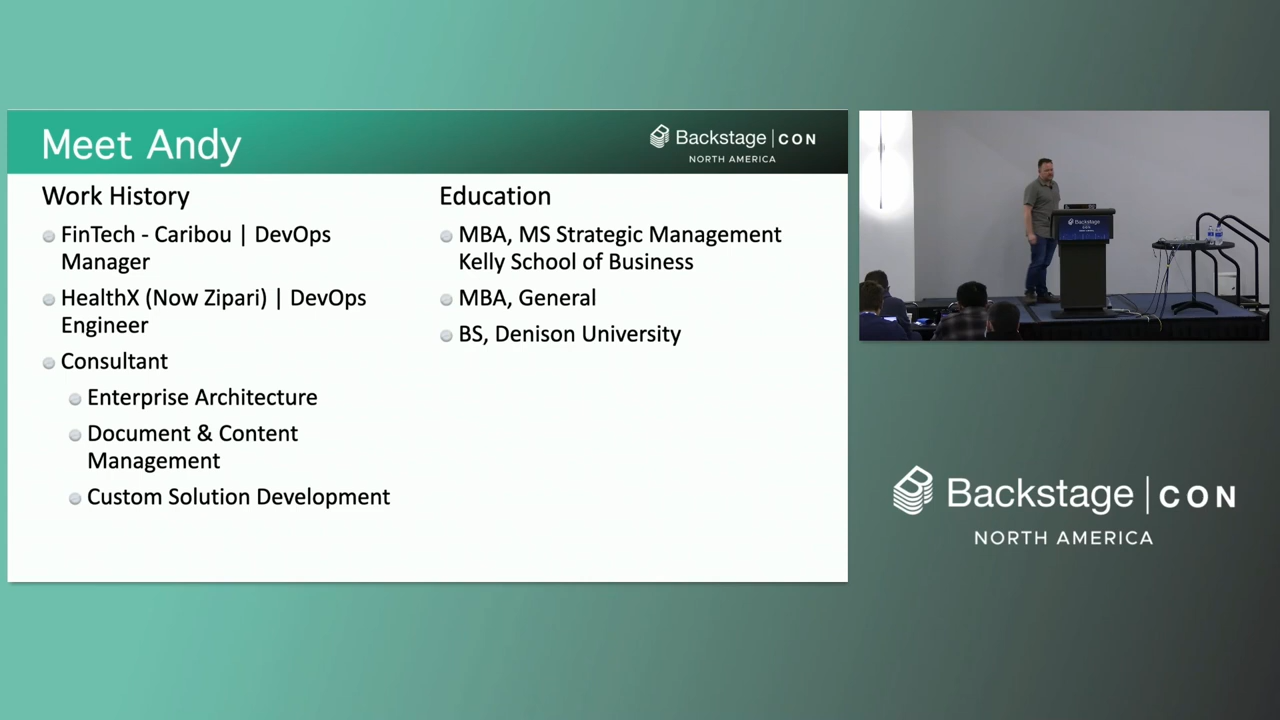 Meet Andy
Backstage | CON
NORTH AMERICA
Work History
FinTech - Caribou | DevOps
Manager
HealthX (Now Zipari) | DevOps
Engineer
Consultant
Enterprise Architecture
Document & Content
Management
Custom Solution Development
Education
MBA, MS Strategic Management
Kelly School of Business
MBA, General
BS, Denison University
Backstage
CON
Backstage | CON
NORTH AMERICA